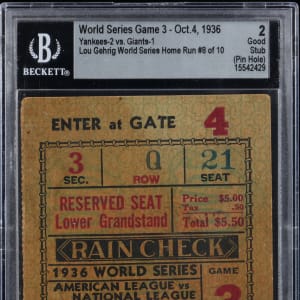 World Series Game 3 - Oct.4, 1936
2
Yankees-2 vs. Giants-1
Good
Lou Gehrig World Series Home Run #8 of 10
Stub
(Pin Hole)
BECKETT
15542429
ENTER at GATE 4
3 Q 21
SEC. ROW SEAT
RESERVED SEAT
Lower Grandstand
Price $5.00
Tax .50
Total $5.50
RAIN CHECK
1936 WORLD SERIES
GAME
AMERICAN LEAGUE vs
NATIONAL LEAGUE
3